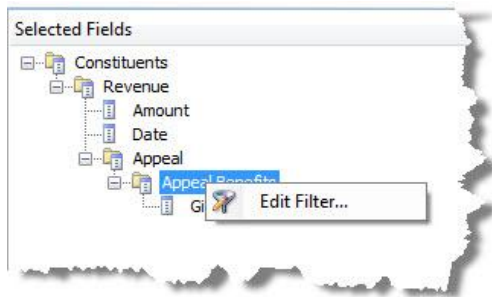 Selected Fields
Constituents
Revenue
Amount
Date
Appeal
Appeal Benefits
Edit Filter...